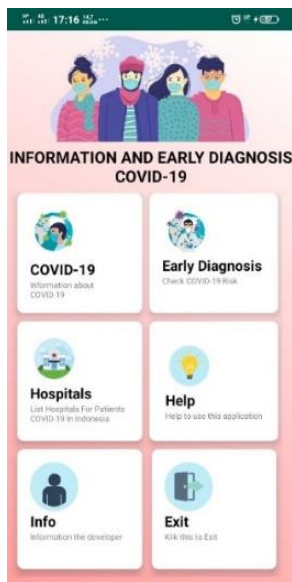 17:16
INFORMATION AND EARLY DIAGNOSIS
COVID-19
COVID-19
Information about
COVID-19
Early Diagnosis
Check COVID-19 Risk
Hospitals
List Hospitals For Patients
COVID-19 In Indonesia
Help
Help to use this application
Info
Information the developer
Exit
Klik this to Exit